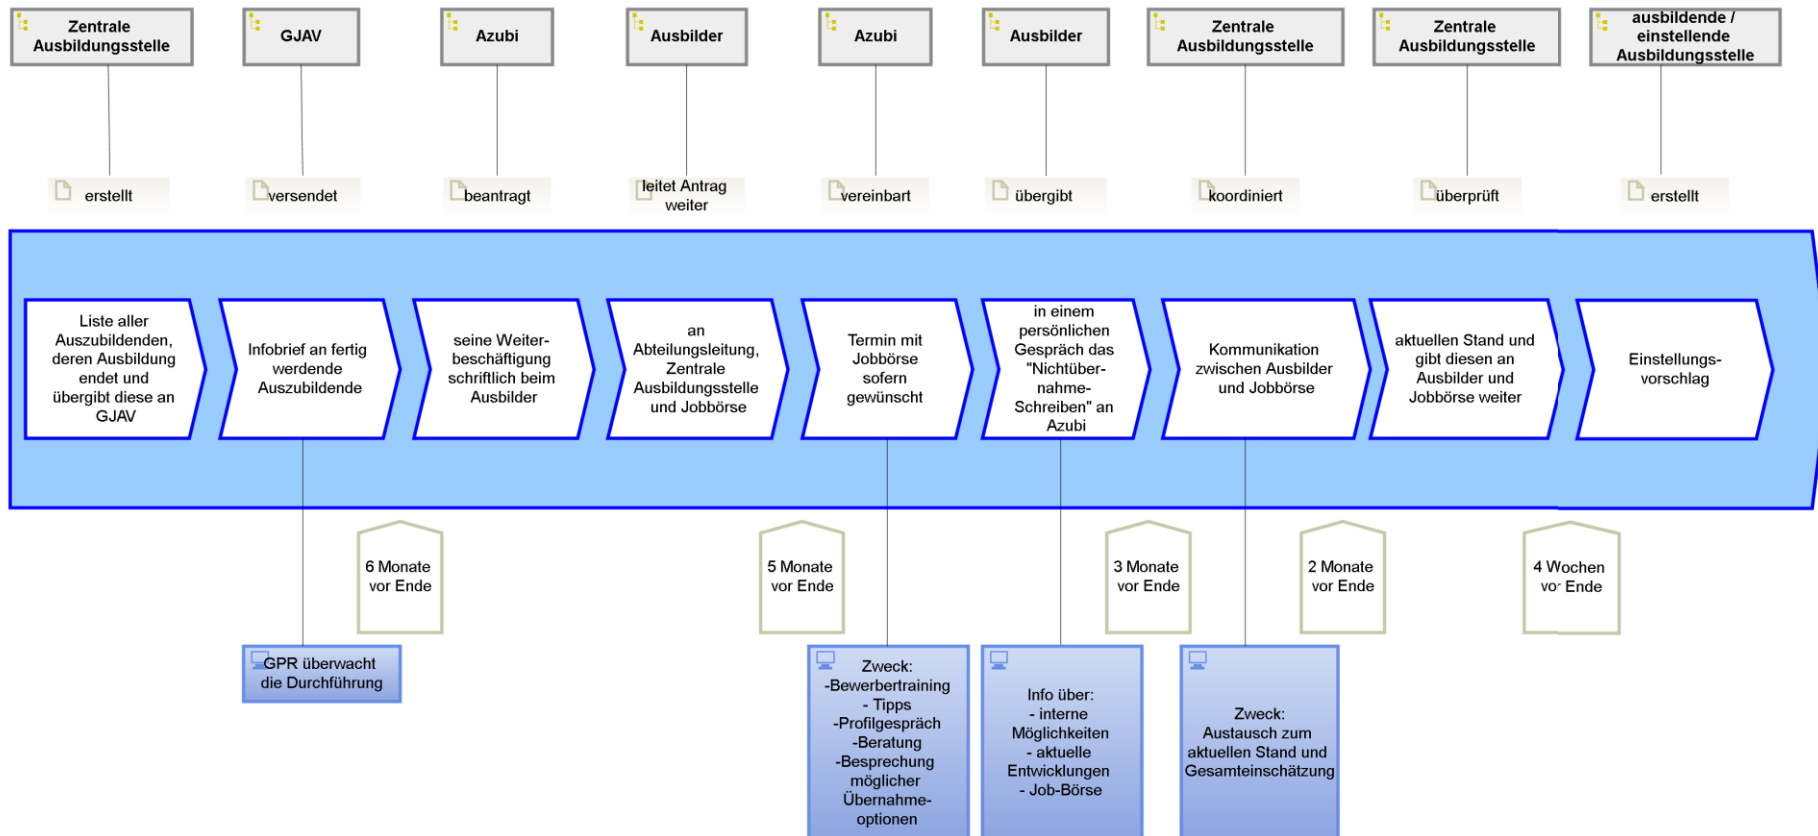 Zentrale
Ausbildungsstelle
GJAV
Azubi
Ausbilder
Azubi
Ausbilder
Zentrale
Ausbildungsstelle
Zentrale
Ausbildungsstelle
ausbildende /
einstellende
Ausbildungsstelle
erstellt
versendet
beantragt
leitet Antrag
weiter
vereinbart
übergibt
koordiniert
überprüft
erstellt
Liste aller
Auszubildenden,
deren Ausbildung
endet und
übergibt diese an
GJAV
Infobrief an fertig
werdende
Auszubildende
seine Weiter-
beschäftigung
schriftlich beim
Ausbilder
an
Abteilungsleitung,
Zentrale
Ausbildungsstelle
und Jobbörse
Termin mit
Jobbörse
sofern
gewünscht
in einem
persönlichen
Gespräch das
"Nichtüber-
nahme-
Schreiben" an
Azubi
Kommunikation
zwischen Ausbilder
und Jobbörse
aktuellen Stand und
gibt diesen an
Ausbilder und
Jobbörse weiter
Einstellungs-
vorschlag
6 Monate
vor Ende
5 Monate
vor Ende
3 Monate
vor Ende
2 Monate
vor Ende
4 Wochen
vor Ende
GPR überwacht
die Durchführung
Zweck:
-Bewerbertraining
- Tipps
-Profilgespräch
-Beratung
-Besprechung
möglicher
Übernahme-
optionen
Info über:
- interne
Möglichkeiten
- aktuelle
Entwicklungen
- Job-Börse
Zweck:
Austausch zum
aktuellen Stand und
Gesamteinschätzung